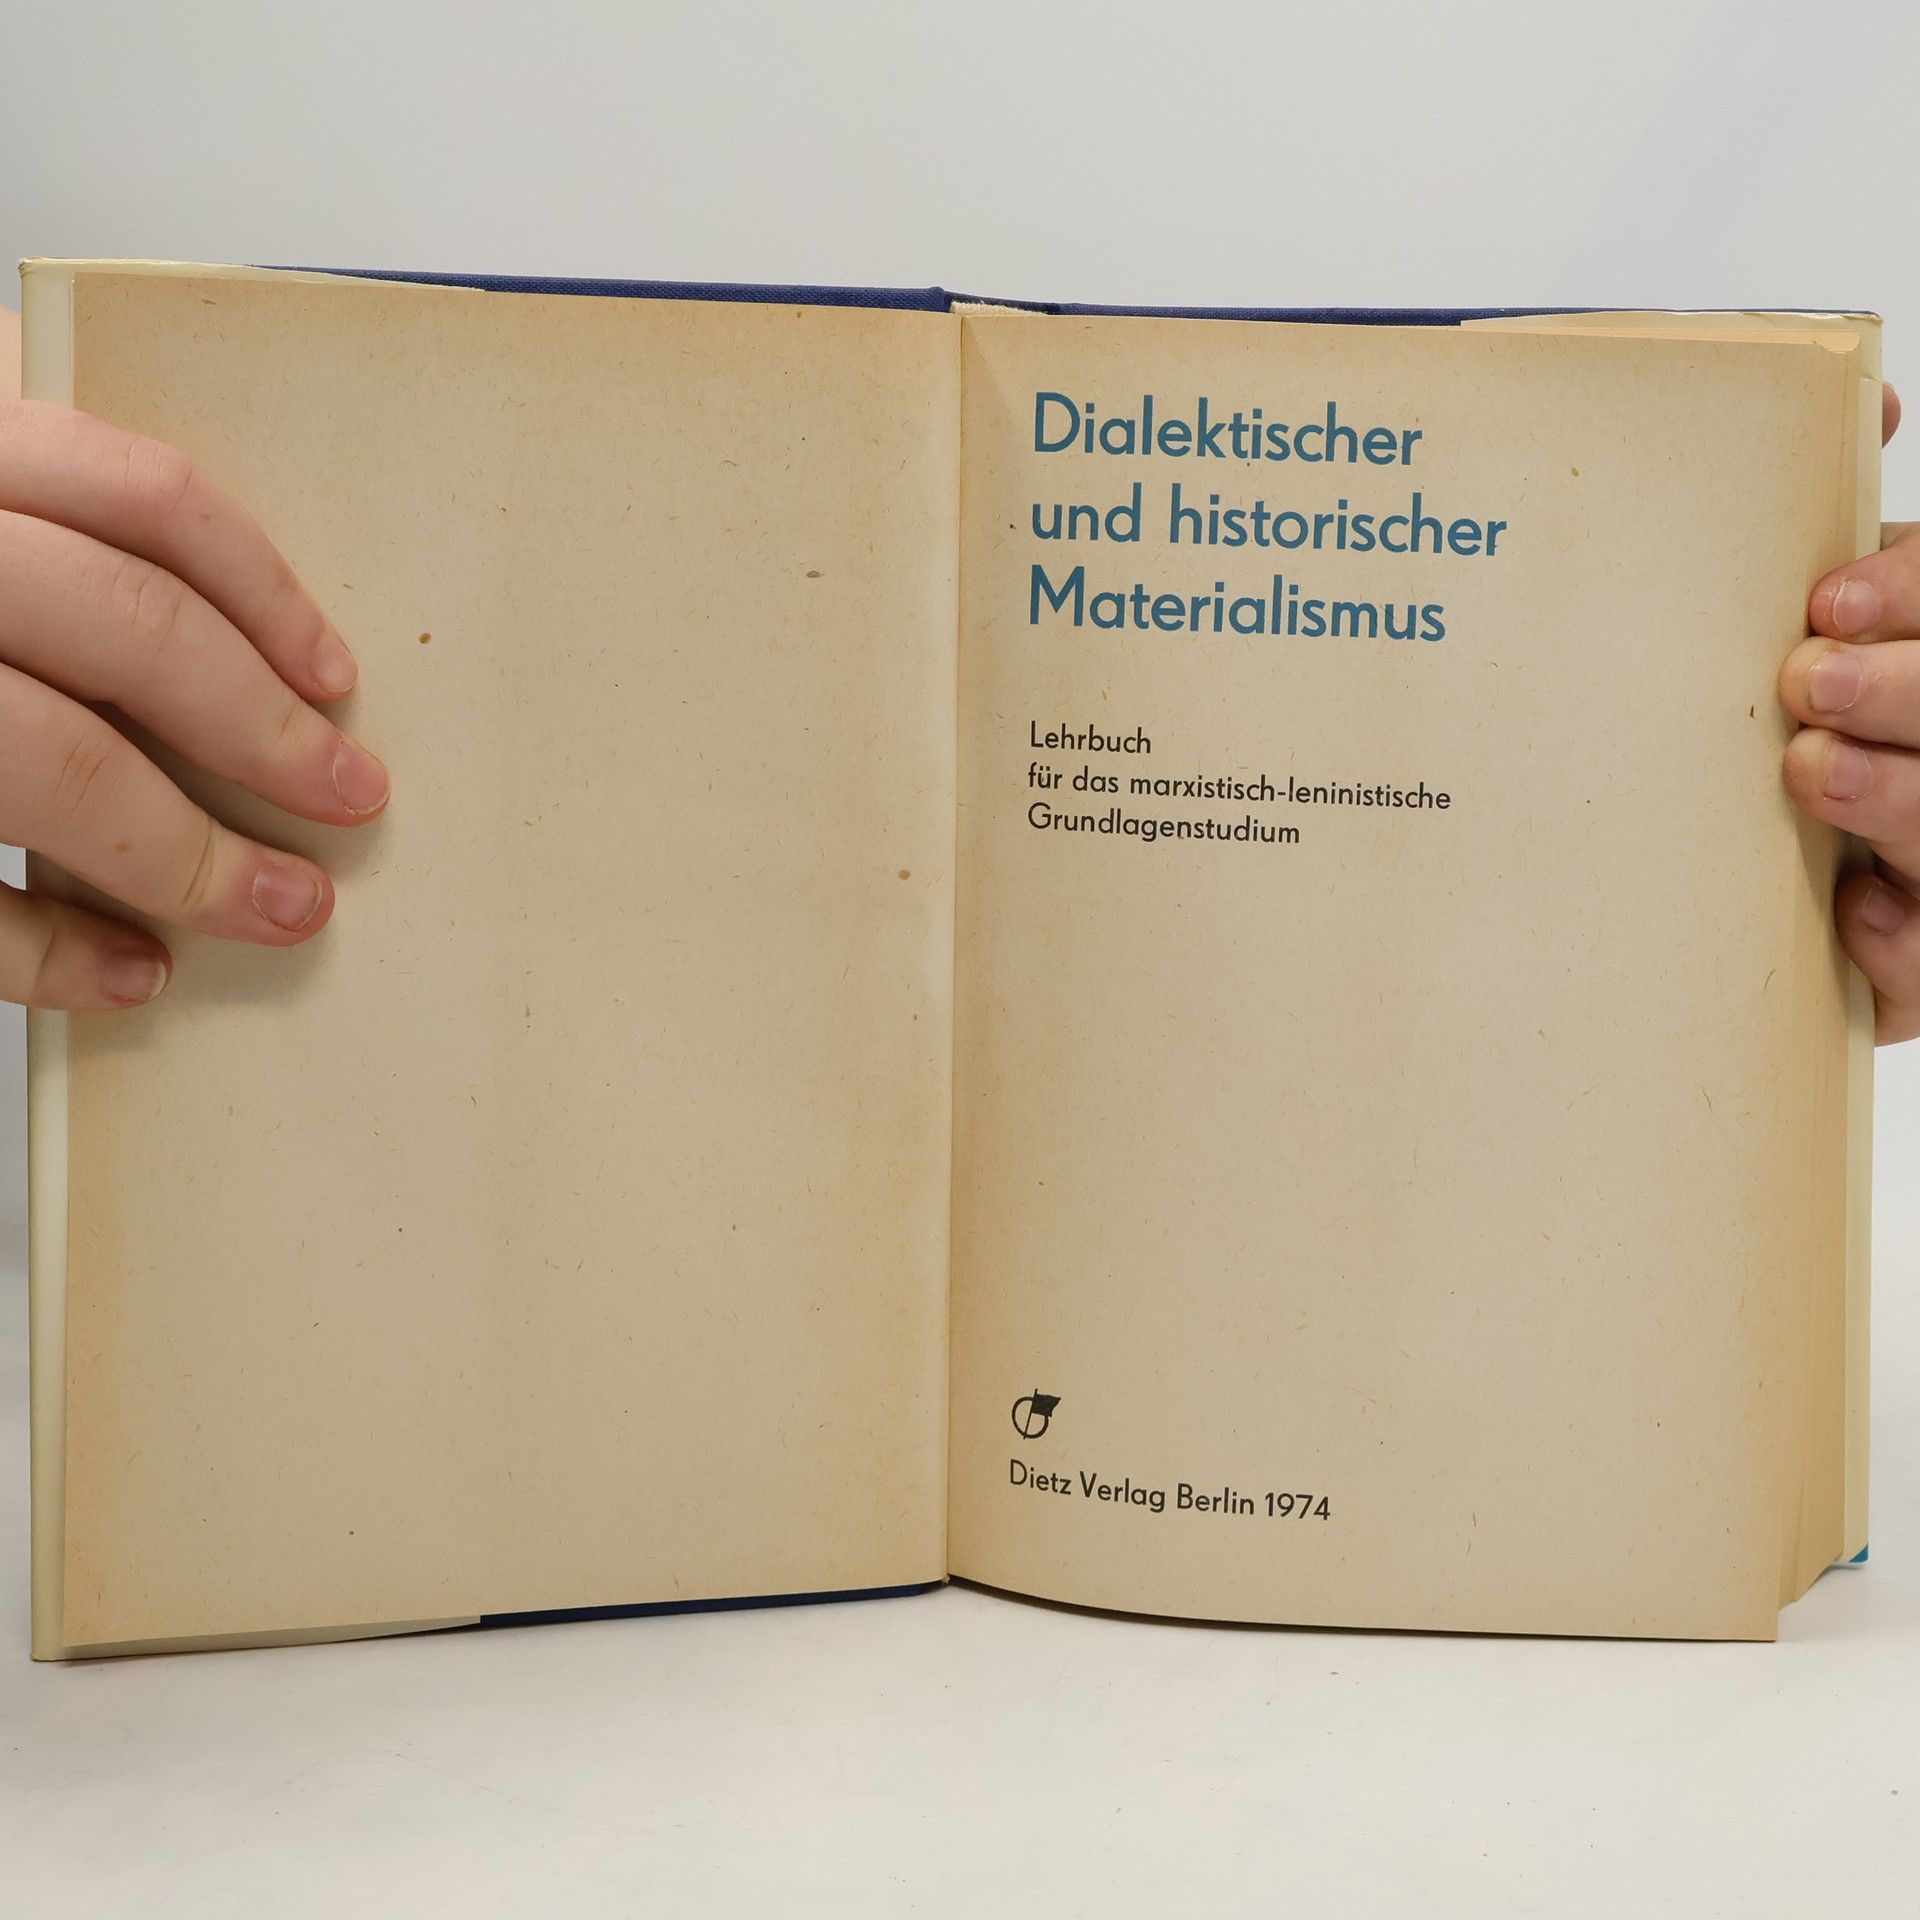 Dialektischer
und historischer
Materialismus
Lehrbuch
für das marxistisch-leninistische
Grundlagenstudium
Dietz Verlag Berlin 1974